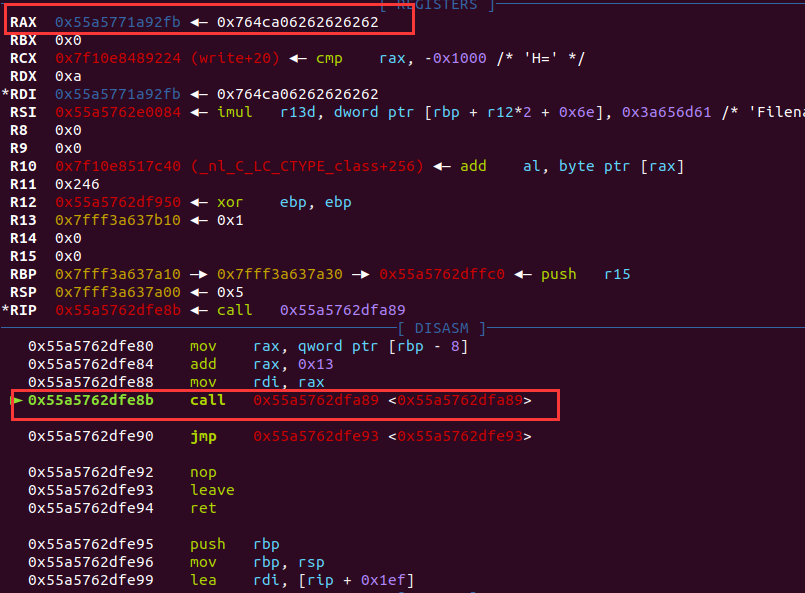 [ REGISTERS ]
RAX  0x55a5771a92fb ◂— 0x764ca06262626262
RBX  0x0
RCX  0x7f10e8489224 (write+20) ◂— cmp    rax, -0x1000 /* 'H=' */
RDX  0xa
*RDI  0x55a5771a92fb ◂— 0x764ca06262626262
RSI  0x55a5762e0084 ◂— imul   r13d, dword ptr [rbp + r12*2 + 0x6e], 0x3a656d61 /* 'Filena
R8   0x0
R9   0x0
R10  0x7f10e8517c40 (_nl_C_LC_CTYPE_class+256) ◂— add    al, byte ptr [rax]
R11  0x246
R12  0x55a5762df950 ◂— xor    ebp, ebp
R13  0x7fff3a637b10 ◂— 0x1
R14  0x0
R15  0x0
RBP  0x7fff3a637a10 —▸ 0x7fff3a637a30 —▸ 0x55a5762dffc0 ◂— push   r15
RSP  0x7fff3a637a00 ◂— 0x5
*RIP  0x55a5762dfe8b ◂— call   0x55a5762dfa89
[ DISASM ]
0x55a5762dfe80    mov    rax, qword ptr [rbp - 8]
0x55a5762dfe84    add    rax, 0x13
0x55a5762dfe88    mov    rdi, rax
► 0x55a5762dfe8b    call   0x55a5762dfa89 <0x55a5762dfa89>
0x55a5762dfe90    jmp    0x55a5762dfe93 <0x55a5762dfe93>
0x55a5762dfe92    nop
0x55a5762dfe93    leave
0x55a5762dfe94    ret
0x55a5762dfe95    push   rbp
0x55a5762dfe96    mov    rbp, rsp
0x55a5762dfe99    lea    rdi, [rip + 0x1ef]